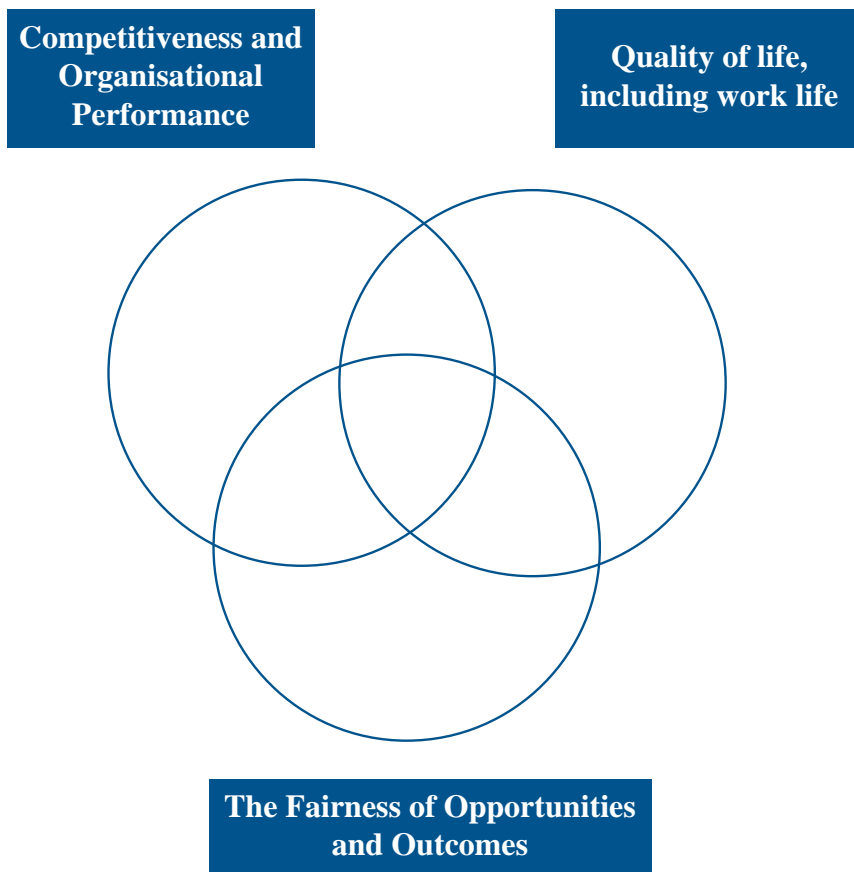 Competitiveness and
Organisational
Performance
Quality of life,
including work life
The Fairness of Opportunities
and Outcomes